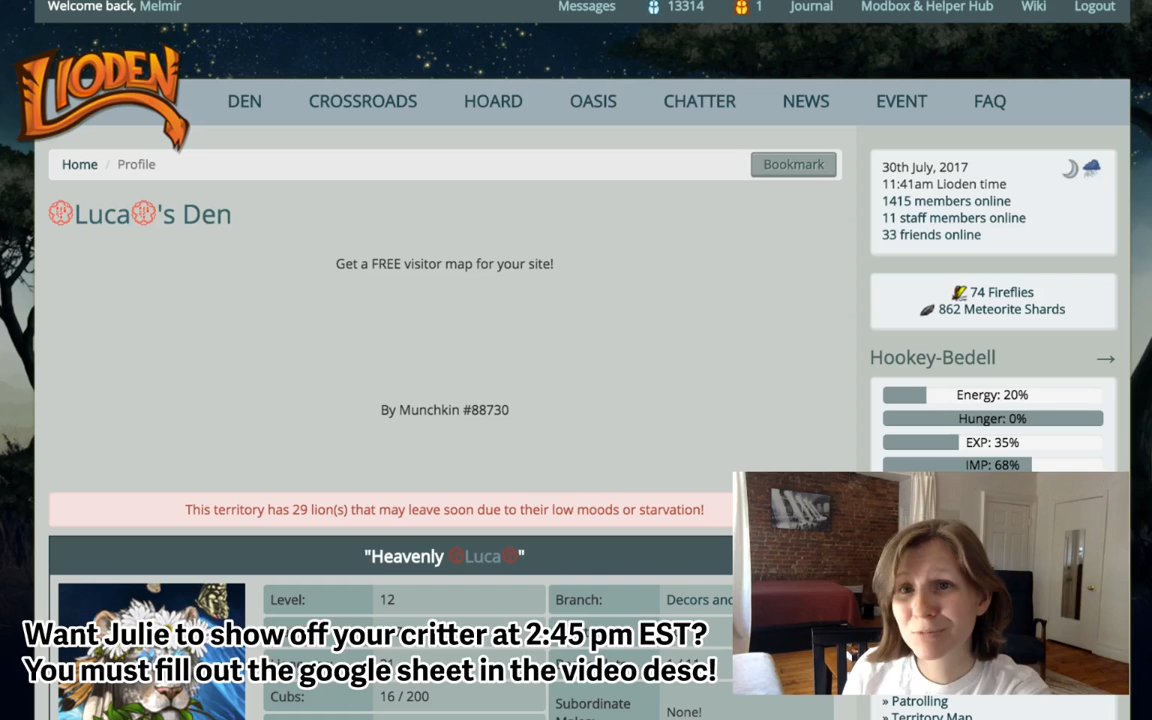 Welcome back, Melmir
Messages 13314 1 Journal Modbox & Helper Hub Wiki Logout
LIODEN
DEN CROSSROADS HOARD OASIS CHATTER NEWS EVENT FAQ
Home / Profile
Bookmark
Luca's Den
Get a FREE visitor map for your site!
By Munchkin #88730
This territory has 29 lion(s) that may leave soon due to their low moods or starvation!
"Heavenly Luca"
Level: 12
Branch: Decors and
Cubs: 16 / 200
Subordinate
None!
Want Julie to show off your critter at 2:45 pm EST?
You must fill out the google sheet in the video desc!
30th July, 2017
11:41am Lioden time
1415 members online
11 staff members online
33 friends online
74 Fireflies
862 Meteorite Shards
Hookey-Bedell →
Energy: 20%
Hunger: 0%
EXP: 35%
IMP: 68%
» Patrolling
» Territory Map